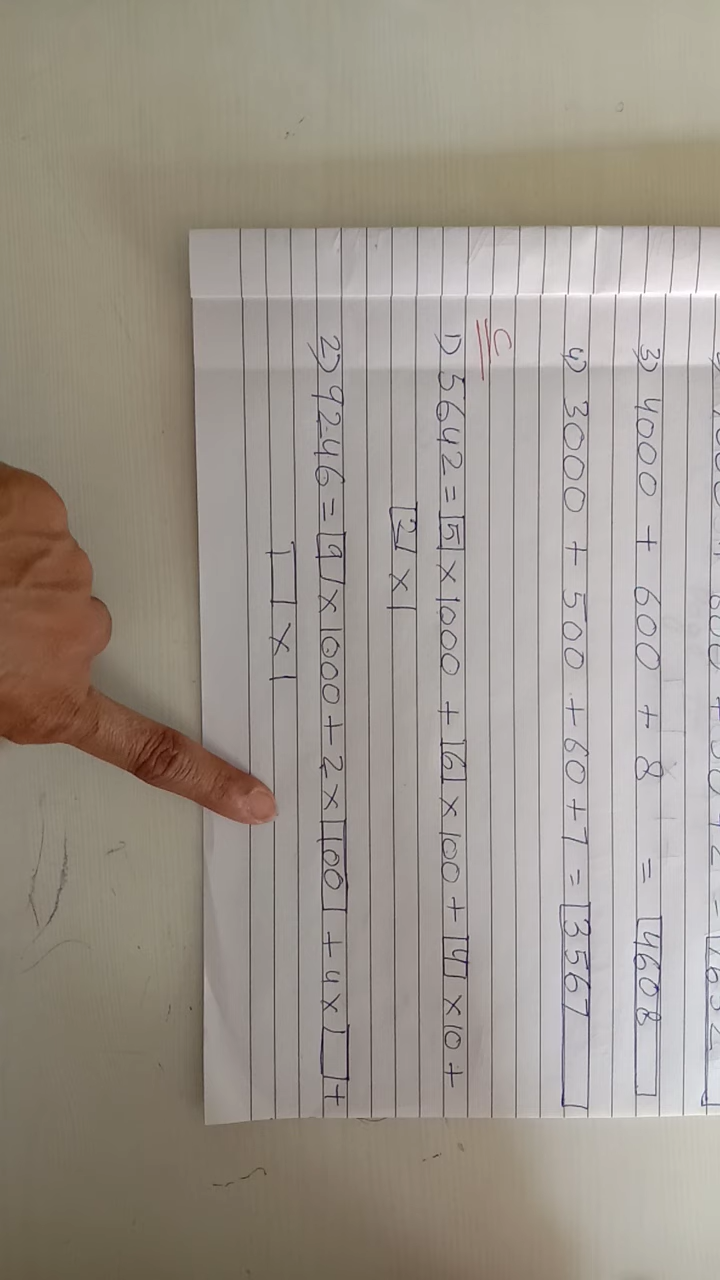 3) 4000 + 600 + 8 = 4608
4) 3000 + 500 + 60 + 7 = 3567
C
1) 5642 = 5 × 1000 + 6 × 100 + 4 × 10 +
2 × 1
2) 9246 = 9 × 1000 + 2 × 100 + 4 × □ +
□ × 1